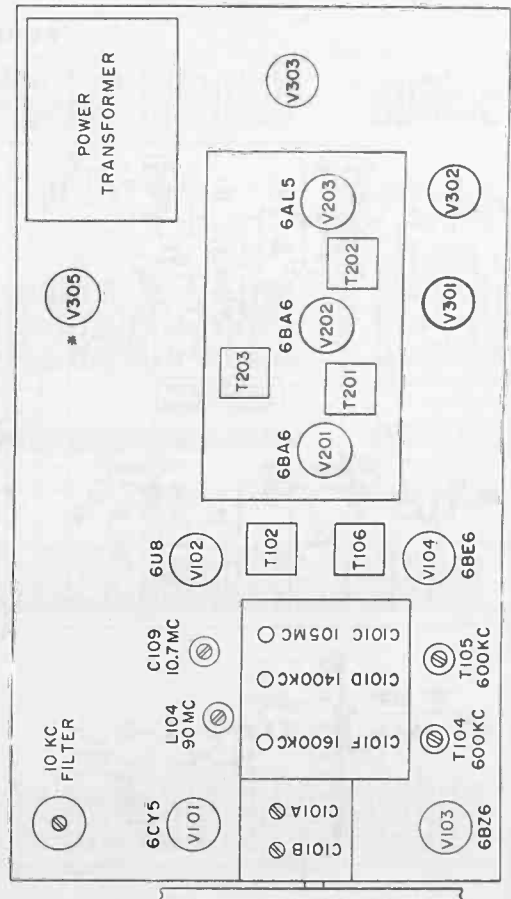 POWER
TRANSFORMER
V303
* V305
6AL5
V203
V302
T202
6BA6
V202
T203
V301
T201
6BA6
V201
6U8
V102
T102
T106
V104
6BE6
C109
10.7MC
L104
90 MC
C101C 105MC
C101D 1400KC
C101F 1600KC
T105
600KC
T104
600KC
10 KC
FILTER
6CY5
V101
C101A
C101B
V103
6BZ6